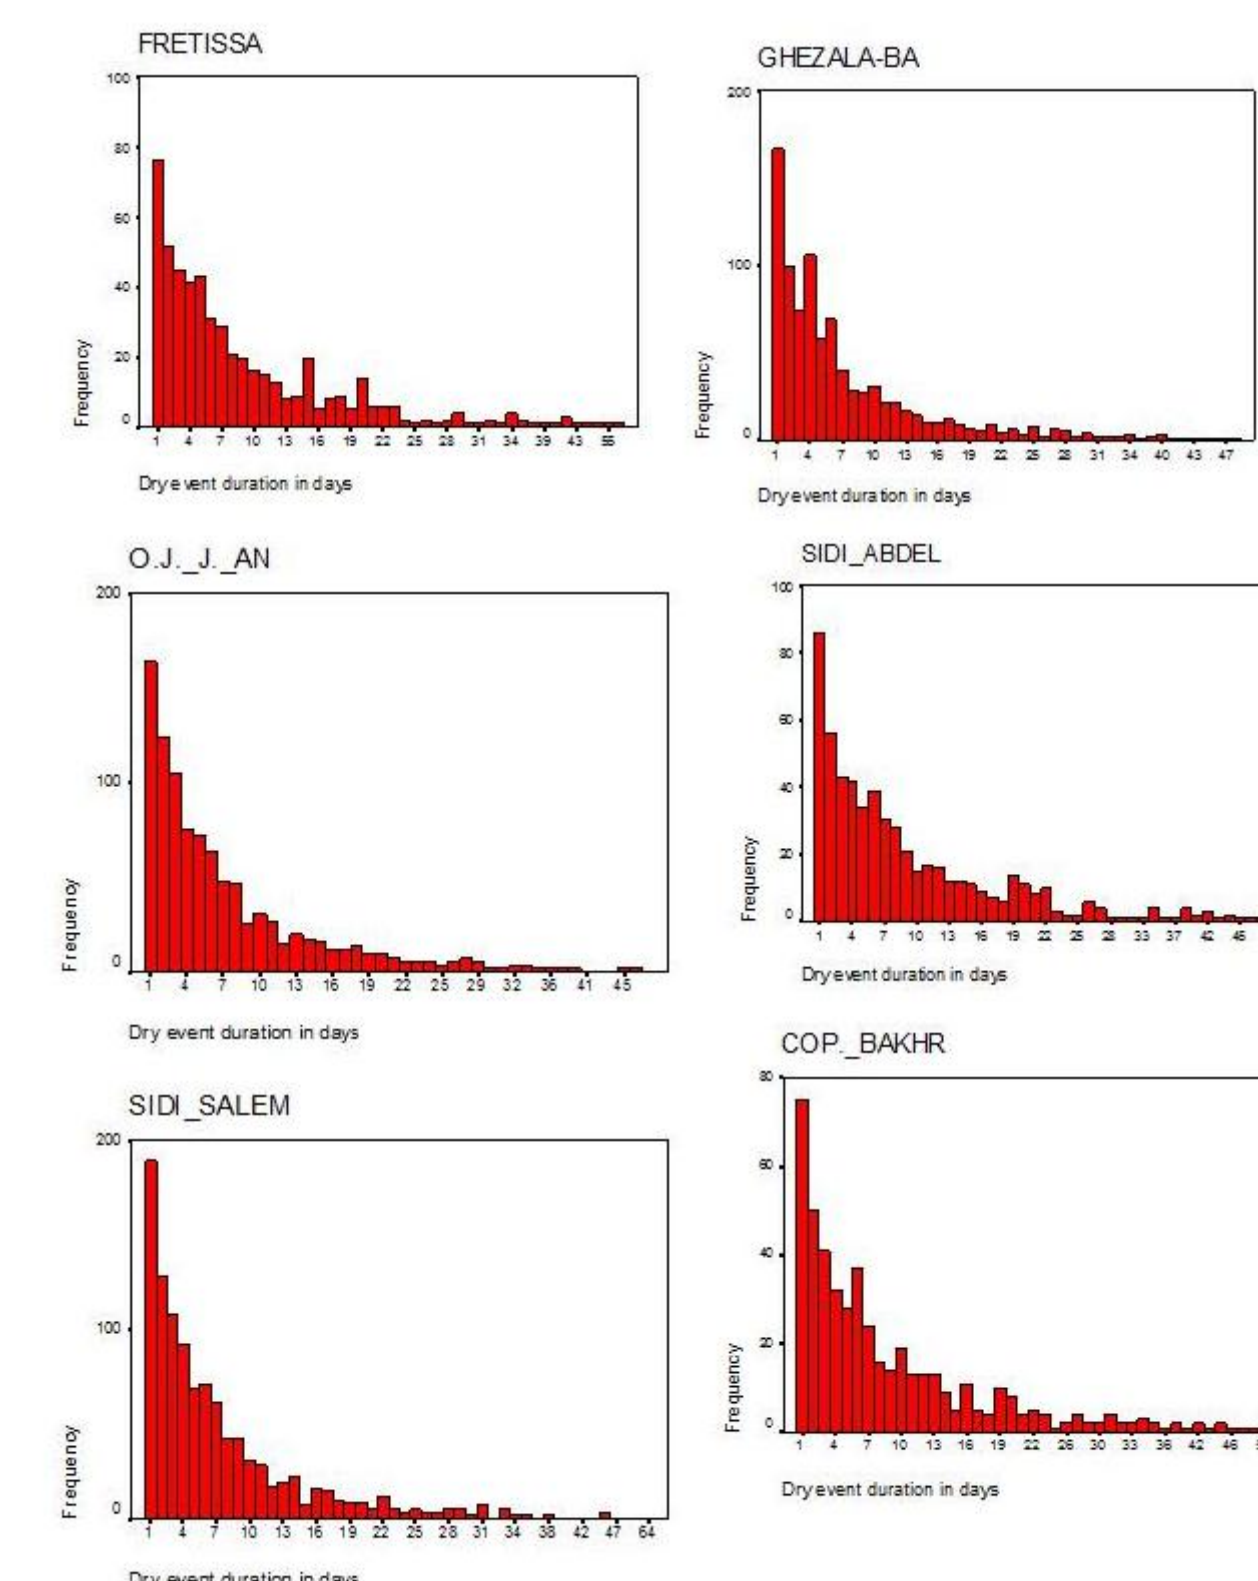 FRETISSA
100
80
60
40
20
0
Frequency
1 4 7 10 13 16 19 22 25 28 31 34 39 43 55
Dry event duration in days
GHEZALA-BA
200
100
0
Frequency
1 4 7 10 13 16 19 22 25 28 31 34 40 43 47
Dry event duration in days
O.J._J._AN
200
100
0
Frequency
1 4 7 10 13 16 19 22 25 29 32 36 41 45
Dry event duration in days
SIDI_ABDEL
100
80
60
40
20
0
Frequency
1 4 7 10 13 16 19 22 25 28 33 37 42 46
Dry event duration in days
SIDI_SALEM
200
100
0
Frequency
1 4 7 10 13 16 19 22 25 28 31 34 38 42 47 64
Dry event duration in days
COP._BAKHR
80
60
40
20
0
Frequency
1 4 7 10 13 16 19 22 26 30 33 36 42 46
Dry event duration in days